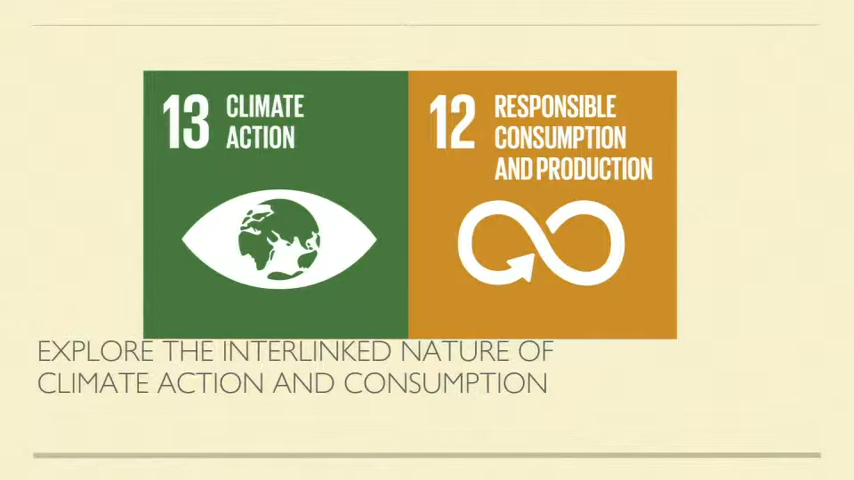 13 CLIMATE
ACTION
12 RESPONSIBLE
CONSUMPTION
AND PRODUCTION
EXPLORE THE INTERLINKED NATURE OF
CLIMATE ACTION AND CONSUMPTION